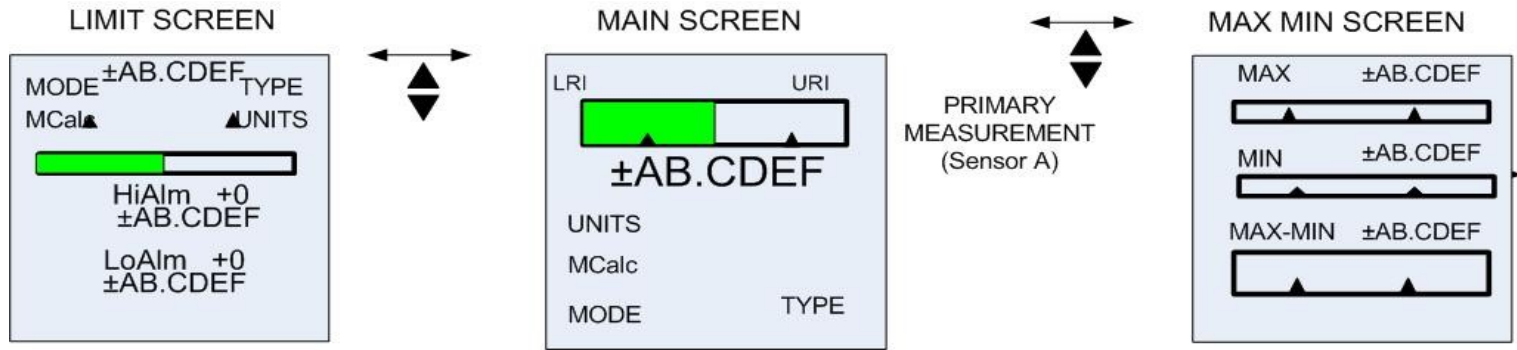 LIMIT SCREEN
±AB.CDEF
MODE TYPE
MCalc UNITS
HiAlm +0
±AB.CDEF
LoAlm +0
±AB.CDEF
MAIN SCREEN
LRI URI
±AB.CDEF
UNITS
MCalc
MODE TYPE
PRIMARY
MEASUREMENT
(Sensor A)
MAX MIN SCREEN
MAX ±AB.CDEF
MIN ±AB.CDEF
MAX-MIN ±AB.CDEF